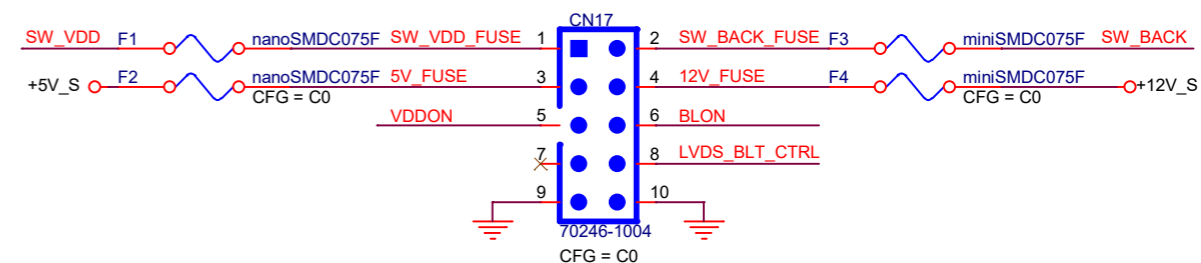 CN17
SW_VDD F1 nanoSMDC075F SW_VDD_FUSE 1 2 SW_BACK_FUSE F3 miniSMDC075F SW_BACK
+5V_S F2 nanoSMDC075F 5V_FUSE 3 4 12V_FUSE F4 miniSMDC075F +12V_S
CFG = C0 CFG = C0
VDDON 5 6 BLON
7 8 LVDS_BLT_CTRL
9 10
70246-1004
CFG = C0